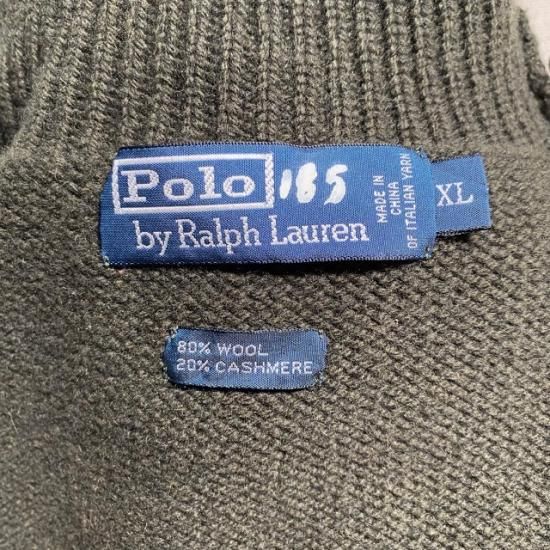 Polo 185
by Ralph Lauren
MADE IN
CHINA
OF ITALIAN YARN
XL
80% WOOL
20% CASHMERE